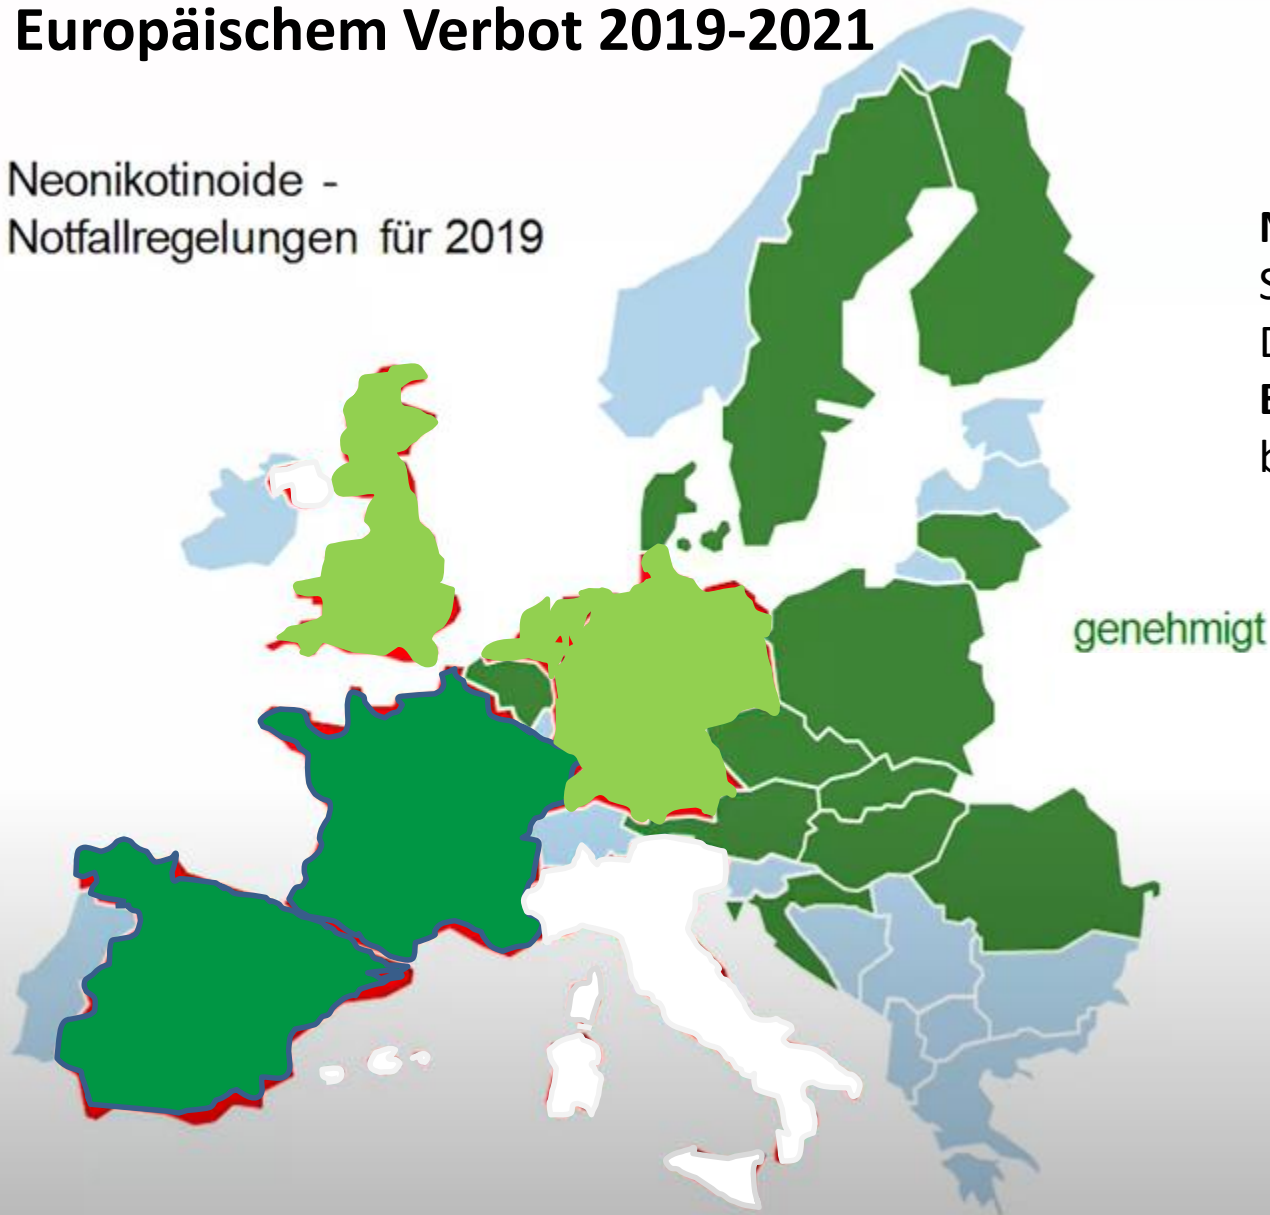 Europäischem Verbot 2019-2021
Neonikotinoide -
Notfallregelungen für 2019
genehmigt